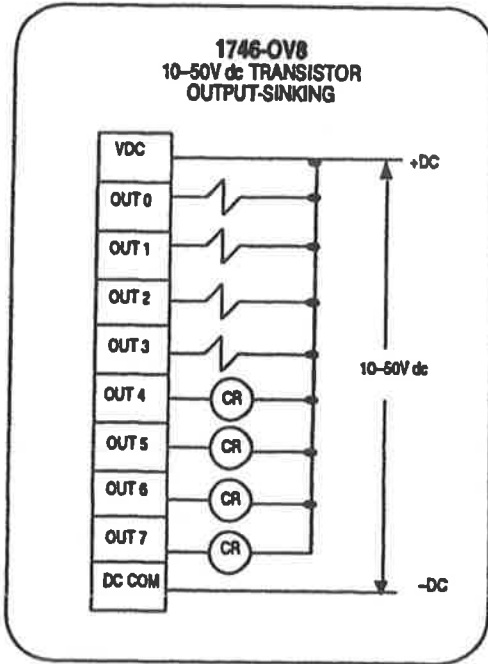 1746-OV8
10–50V dc TRANSISTOR
OUTPUT-SINKING
VDC
+DC
OUT 0
OUT 1
OUT 2
OUT 3
10–50V dc
OUT 4
CR
OUT 5
CR
OUT 6
CR
OUT 7
CR
DC COM
–DC